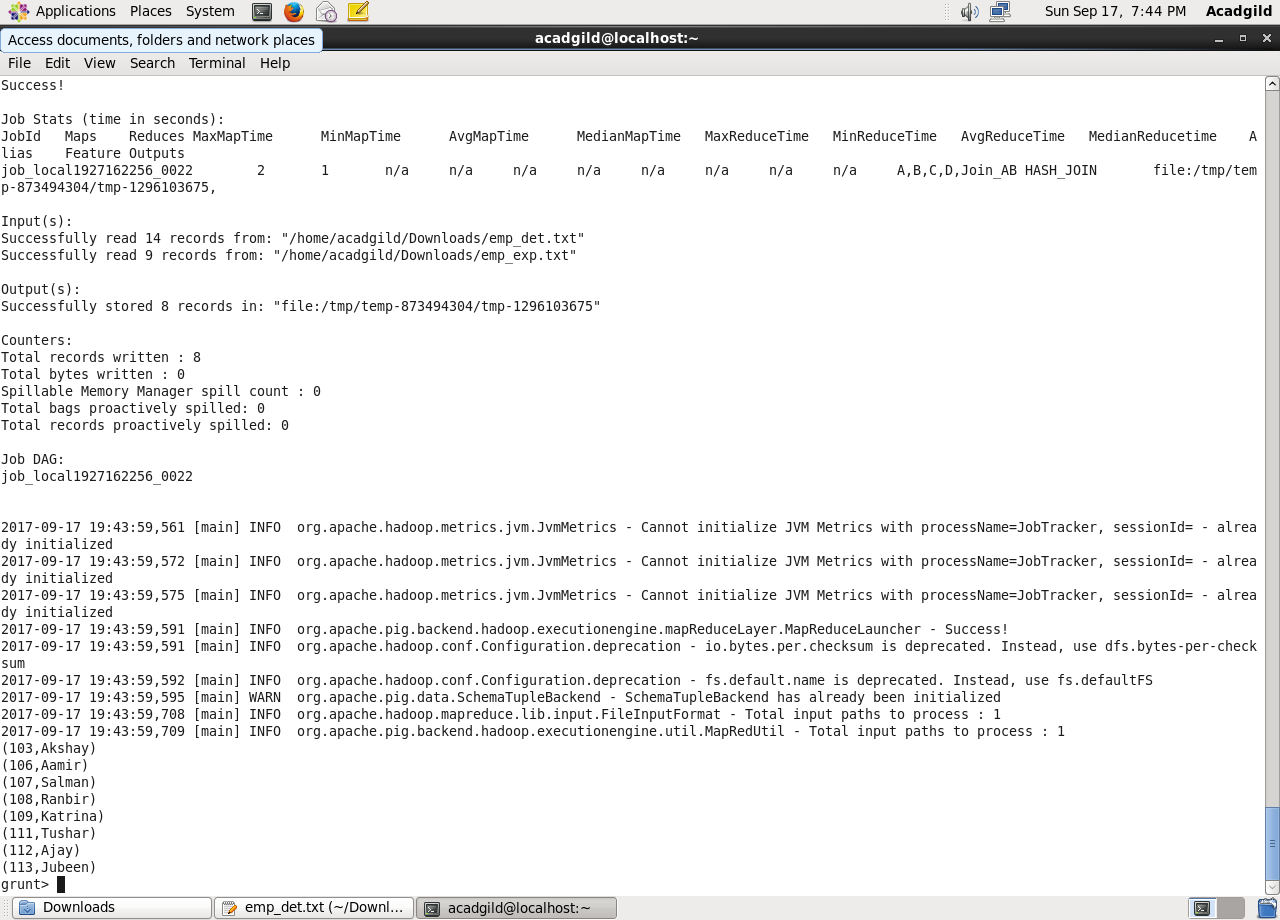 Applications Places System Sun Sep 17, 7:44 PM Acadgild
Access documents, folders and network places acadgild@localhost:~
File Edit View Search Terminal Help
Success!
Job Stats (time in seconds):
JobId Maps Reduces MaxMapTime MinMapTime AvgMapTime MedianMapTime MaxReduceTime MinReduceTime AvgReduceTime MedianReducetime A
lias Feature Outputs
job_local1927162256_0022 2 1 n/a n/a n/a n/a n/a n/a n/a n/a A,B,C,D,Join_AB HASH_JOIN file:/tmp/tem
p-873494304/tmp-1296103675,
Input(s):
Successfully read 14 records from: "/home/acadgild/Downloads/emp_det.txt"
Successfully read 9 records from: "/home/acadgild/Downloads/emp_exp.txt"
Output(s):
Successfully stored 8 records in: "file:/tmp/temp-873494304/tmp-1296103675"
Counters:
Total records written : 8
Total bytes written : 0
Spillable Memory Manager spill count : 0
Total bags proactively spilled: 0
Total records proactively spilled: 0
Job DAG:
job_local1927162256_0022
2017-09-17 19:43:59,561 [main] INFO org.apache.hadoop.metrics.jvm.JvmMetrics - Cannot initialize JVM Metrics with processName=JobTracker, sessionId= - alrea
dy initialized
2017-09-17 19:43:59,572 [main] INFO org.apache.hadoop.metrics.jvm.JvmMetrics - Cannot initialize JVM Metrics with processName=JobTracker, sessionId= - alrea
dy initialized
2017-09-17 19:43:59,575 [main] INFO org.apache.hadoop.metrics.jvm.JvmMetrics - Cannot initialize JVM Metrics with processName=JobTracker, sessionId= - alrea
dy initialized
2017-09-17 19:43:59,591 [main] INFO org.apache.pig.backend.hadoop.executionengine.mapReduceLayer.MapReduceLauncher - Success!
2017-09-17 19:43:59,591 [main] INFO org.apache.hadoop.conf.Configuration.deprecation - io.bytes.per.checksum is deprecated. Instead, use dfs.bytes-per-check
sum
2017-09-17 19:43:59,592 [main] INFO org.apache.hadoop.conf.Configuration.deprecation - fs.default.name is deprecated. Instead, use fs.defaultFS
2017-09-17 19:43:59,595 [main] WARN org.apache.pig.data.SchemaTupleBackend - SchemaTupleBackend has already been initialized
2017-09-17 19:43:59,708 [main] INFO org.apache.hadoop.mapreduce.lib.input.FileInputFormat - Total input paths to process : 1
2017-09-17 19:43:59,709 [main] INFO org.apache.pig.backend.hadoop.executionengine.util.MapRedUtil - Total input paths to process : 1
(103,Akshay)
(106,Aamir)
(107,Salman)
(108,Ranbir)
(109,Katrina)
(111,Tushar)
(112,Ajay)
(113,Jubeen)
grunt>
Downloads emp_det.txt (~/Downl... acadgild@localhost:~